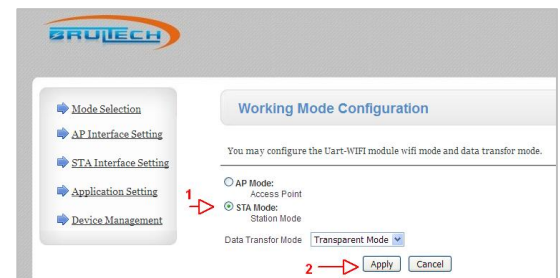 BRULTECH
Mode Selection
AP Interface Setting
STA Interface Setting
Application Setting
Device Management
Working Mode Configuration
You may configure the Uart-WIFI module wifi mode and data transfor mode.
AP Mode:
Access Point
1
STA Mode:
Station Mode
Data Transfor Mode Transparent Mode
2 Apply Cancel